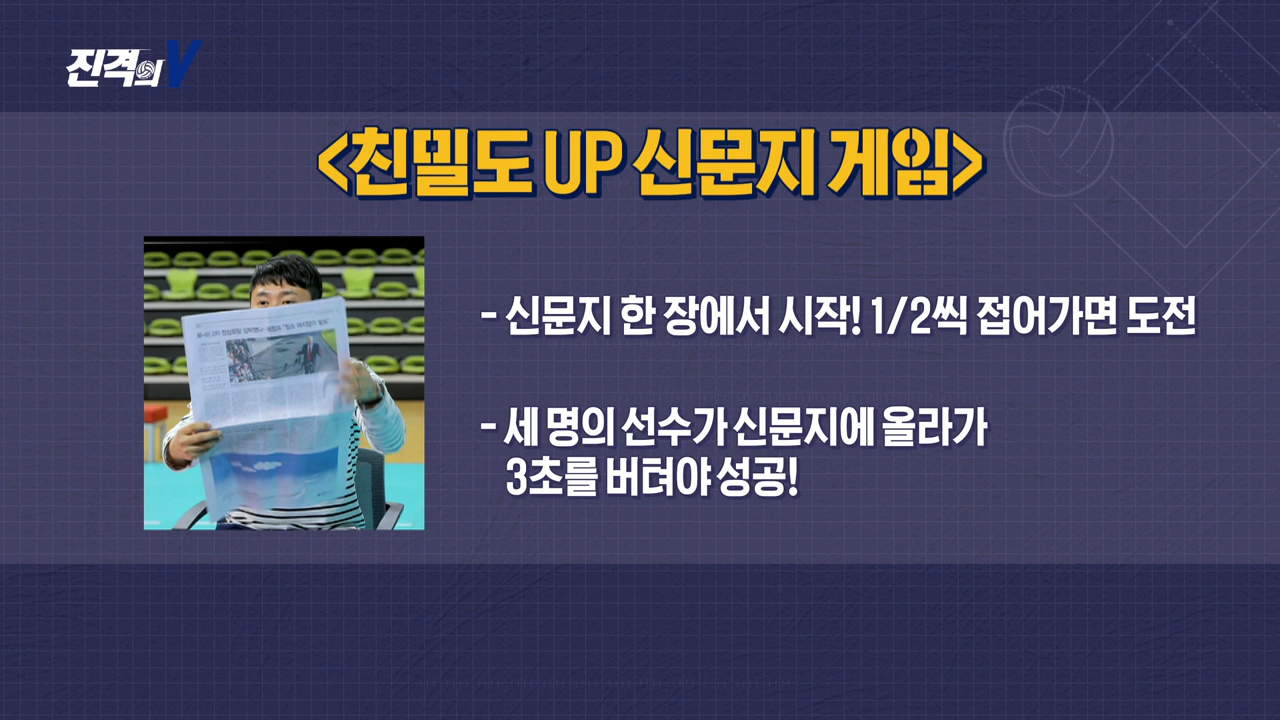 진격의 V
<친밀도 UP 신문지 게임>
- 신문지 한 장에서 시작! 1/2씩 접어가면 도전
- 세 명의 선수가 신문지에 올라가
3초를 버텨야 성공!